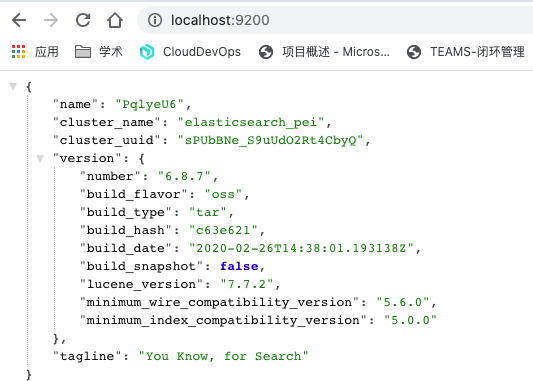 localhost:9200
应用 学术 CloudDevOps 项目概述 - Micros... TEAMS-闭环管理
{
"name": "PqlyeU6",
"cluster_name": "elasticsearch_pei",
"cluster_uuid": "sPUbBNe_S9uUdO2Rt4CbyQ",
"version": {
"number": "6.8.7",
"build_flavor": "oss",
"build_type": "tar",
"build_hash": "c63e621",
"build_date": "2020-02-26T14:38:01.193138Z",
"build_snapshot": false,
"lucene_version": "7.7.2",
"minimum_wire_compatibility_version": "5.6.0",
"minimum_index_compatibility_version": "5.0.0"
},
"tagline": "You Know, for Search"
}